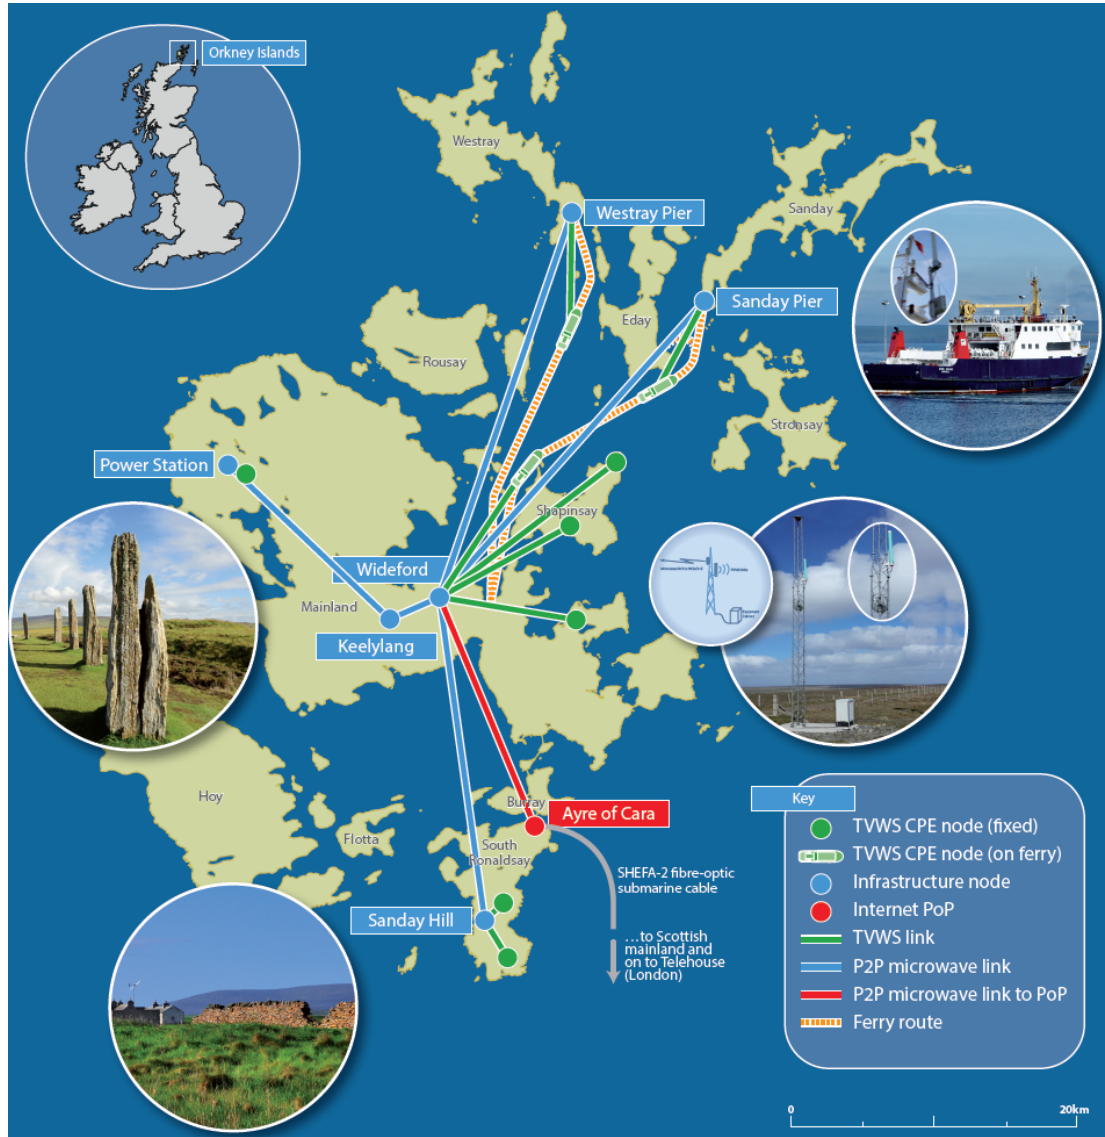 Orkney Islands
Westray
Westray Pier
Sanday
Sanday Pier
Eday
Rousay
Stronsay
Power Station
Shapinsay
Wideford
Mainland
Keelylang
Hoy
Burray
Ayre of Cara
Flotta
South
Ronaldsay
SHEFA-2 fibre-optic
submarine cable
Sanday Hill
...to Scottish
mainland and
on to Telehouse
(London)
Key
TVWS CPE node (fixed)
TVWS CPE node (on ferry)
Infrastructure node
Internet PoP
TVWS link
P2P microwave link
P2P microwave link to PoP
Ferry route
0
20km